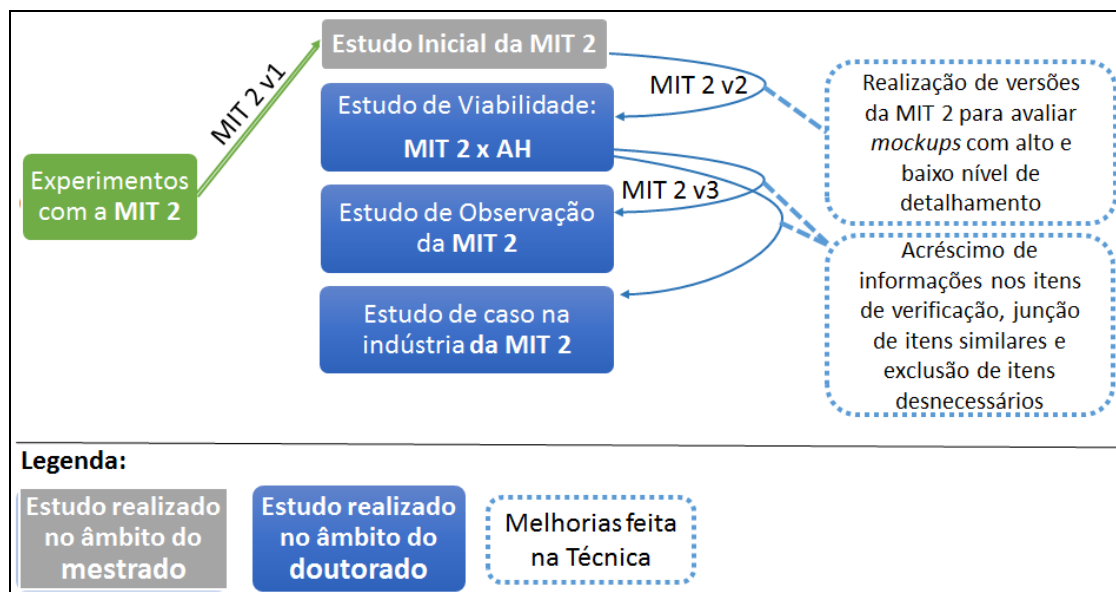 Experimentos
com a MIT 2
MIT 2 v1
Estudo Inicial da MIT 2
MIT 2 v2
Estudo de Viabilidade:
MIT 2 x AH
MIT 2 v3
Estudo de Observação
da MIT 2
Estudo de caso na
indústria da MIT 2
Realização de versões
da MIT 2 para avaliar
mockups com alto e
baixo nível de
detalhamento
Acréscimo de
informações nos itens
de verificação, junção
de itens similares e
exclusão de itens
desnecessários
Legenda:
Estudo realizado
no âmbito do
mestrado
Estudo realizado
no âmbito do
doutorado
Melhorias feita
na Técnica